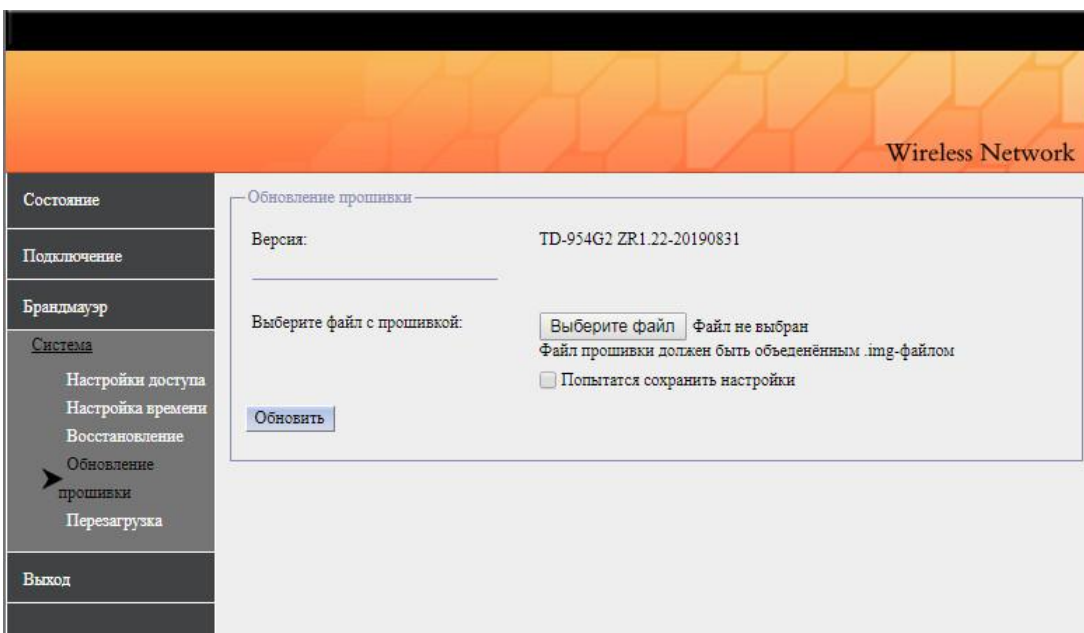 Wireless Network
Состояние
Подключение
Брандмауэр
Система
Настройки доступа
Настройка времени
Восстановление
Обновление
прошивки
Перезагрузка
Выход
Обновление прошивки
Версия: TD-954G2 ZR1.22-20190831
Выберите файл с прошивкой: Выберите файл Файл не выбран
Файл прошивки должен быть объеденённым .img-файлом
Попытатся сохранить настройки
Обновить